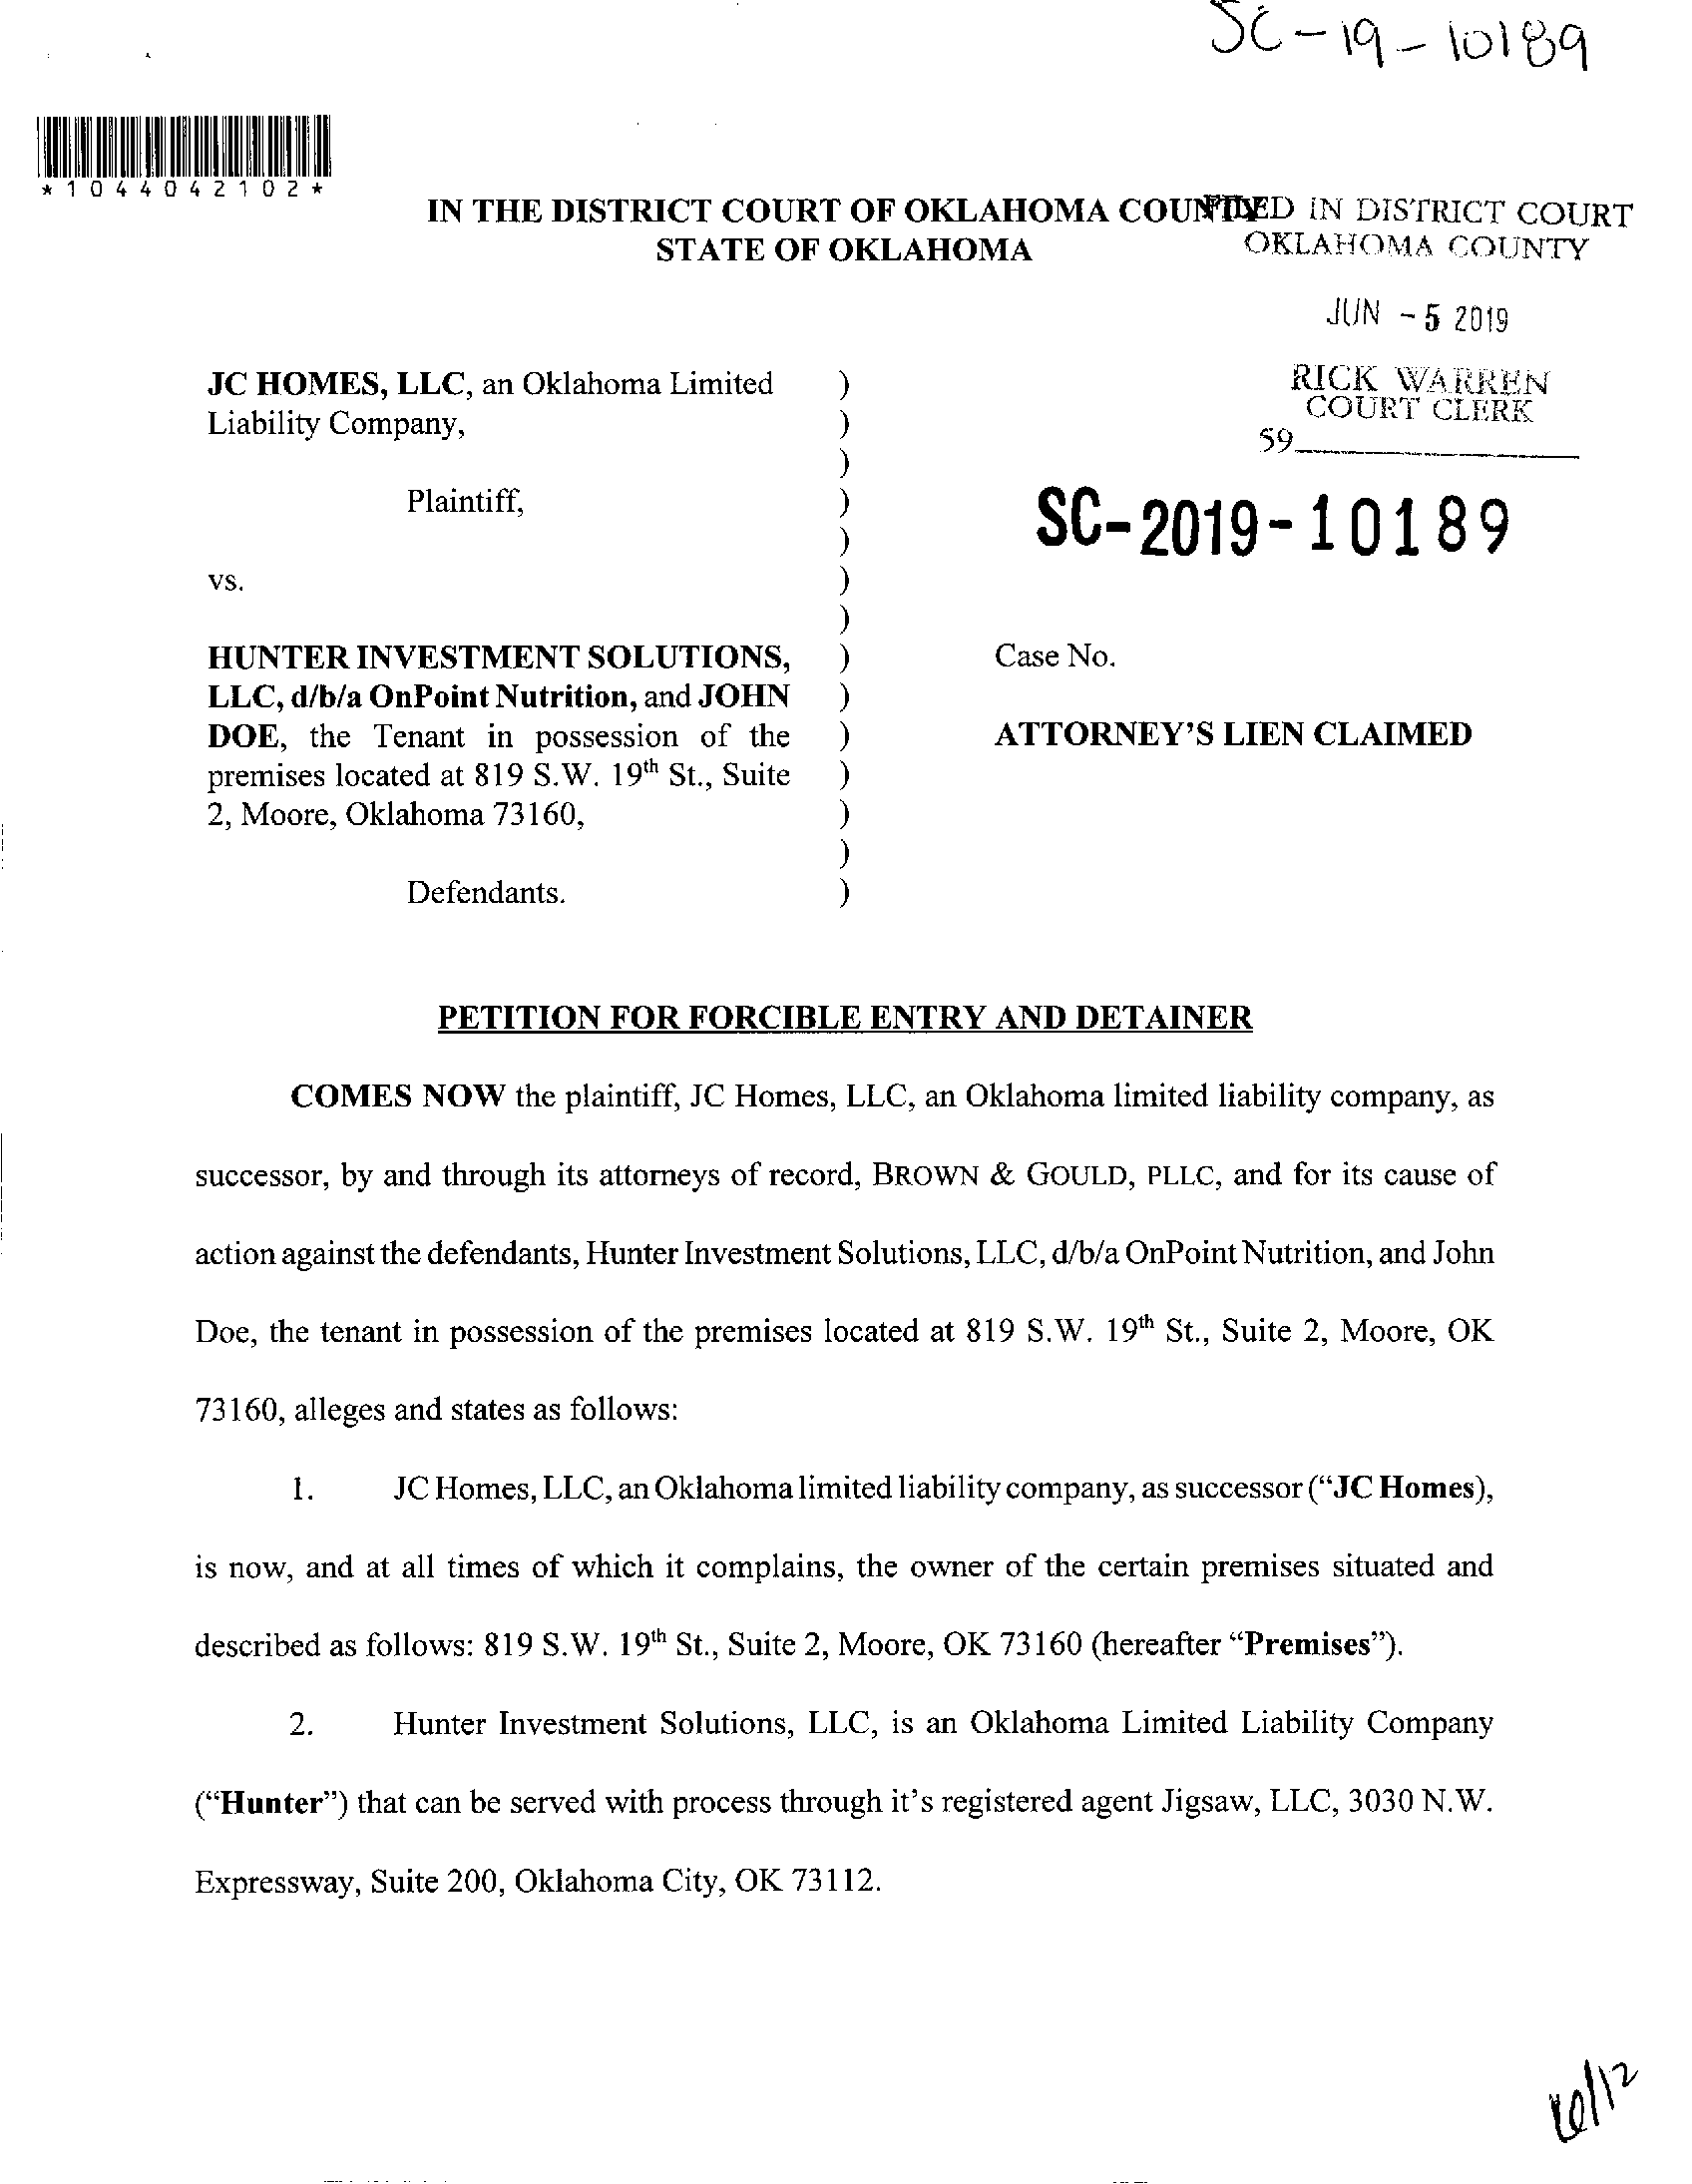 SC-19-10189
*1044042102*
IN THE DISTRICT COURT OF OKLAHOMA COUNTY
STATE OF OKLAHOMA
FILED IN DISTRICT COURT
OKLAHOMA COUNTY
JUN -5 2019
RICK WARREN
COURT CLERK
59
SC-2019-10189
JC HOMES, LLC, an Oklahoma Limited )
Liability Company, )
)
Plaintiff, )
)
vs. )
)
HUNTER INVESTMENT SOLUTIONS, ) Case No.
LLC, d/b/a OnPoint Nutrition, and JOHN )
DOE, the Tenant in possession of the ) ATTORNEY'S LIEN CLAIMED
premises located at 819 S.W. 19th St., Suite )
2, Moore, Oklahoma 73160, )
)
Defendants. )
PETITION FOR FORCIBLE ENTRY AND DETAINER
COMES NOW the plaintiff, JC Homes, LLC, an Oklahoma limited liability company, as
successor, by and through its attorneys of record, BROWN & GOULD, PLLC, and for its cause of
action against the defendants, Hunter Investment Solutions, LLC, d/b/a OnPoint Nutrition, and John
Doe, the tenant in possession of the premises located at 819 S.W. 19th St., Suite 2, Moore, OK
73160, alleges and states as follows:
1. JC Homes, LLC, an Oklahoma limited liability company, as successor ("JC Homes),
is now, and at all times of which it complains, the owner of the certain premises situated and
described as follows: 819 S.W. 19th St., Suite 2, Moore, OK 73160 (hereafter "Premises").
2. Hunter Investment Solutions, LLC, is an Oklahoma Limited Liability Company
("Hunter") that can be served with process through it's registered agent Jigsaw, LLC, 3030 N.W.
Expressway, Suite 200, Oklahoma City, OK 73112.